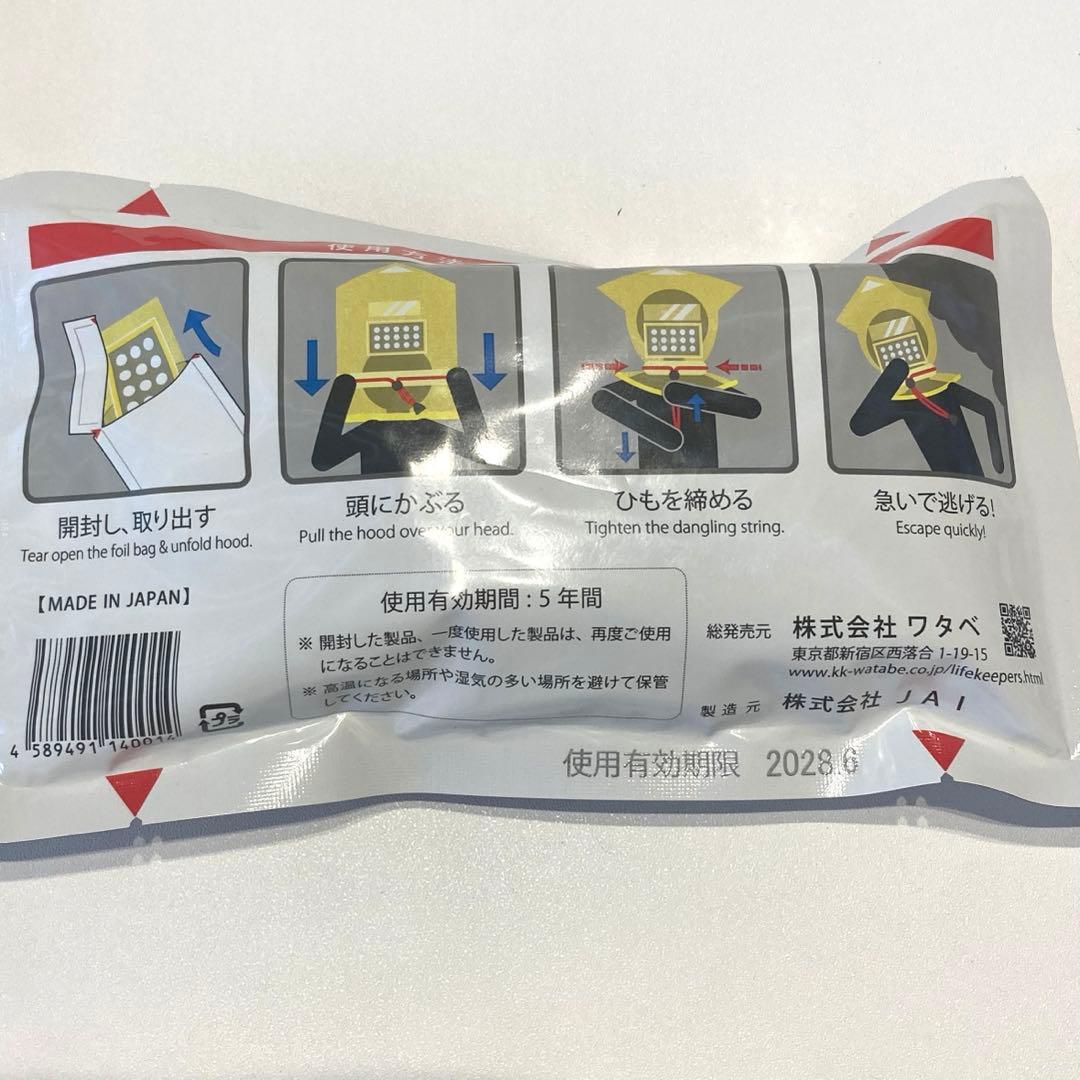 使用方法
開封し、取り出す
Tear open the foil bag & unfold hood.
頭にかぶる
Pull the hood over your head.
ひもを締める
Tighten the dangling string.
急いで逃げる!
Escape quickly!
【MADE IN JAPAN】
4 589491 140014
プラ
使用有効期間:5年間
※ 開封した製品、一度使用した製品は、再度ご使用
になることはできません。
※ 高温になる場所や湿気の多い場所を避けて保管
してください。
総発売元 株式会社 ワタベ
東京都新宿区西落合 1-19-15
www.kk-watabe.co.jp/lifekeepers.html
製造元 株式会社 JAI
使用有効期限 2028.6